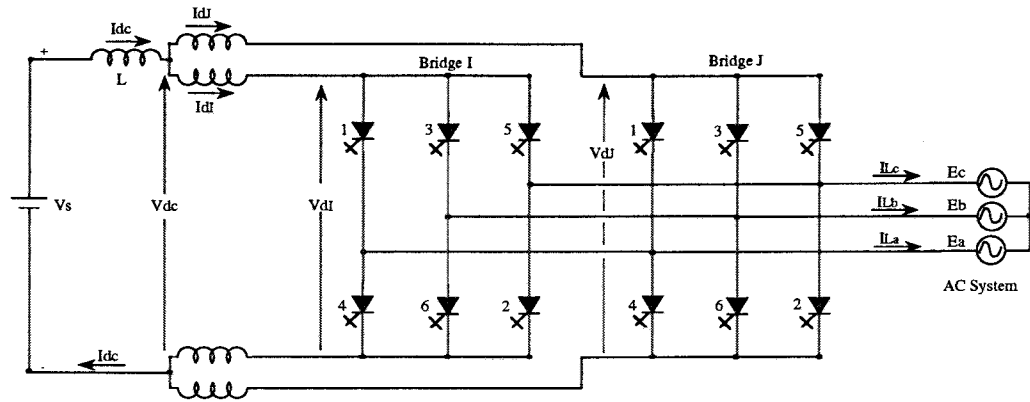 IdJ
Idc
+
Bridge I
Bridge J
L
IdI
1
3
5
1
3
5
VdJ
ILc
Ec
Vs
Vdc
VdI
ILb
Eb
ILa
Ea
AC System
4
6
2
4
6
2
Idc
-